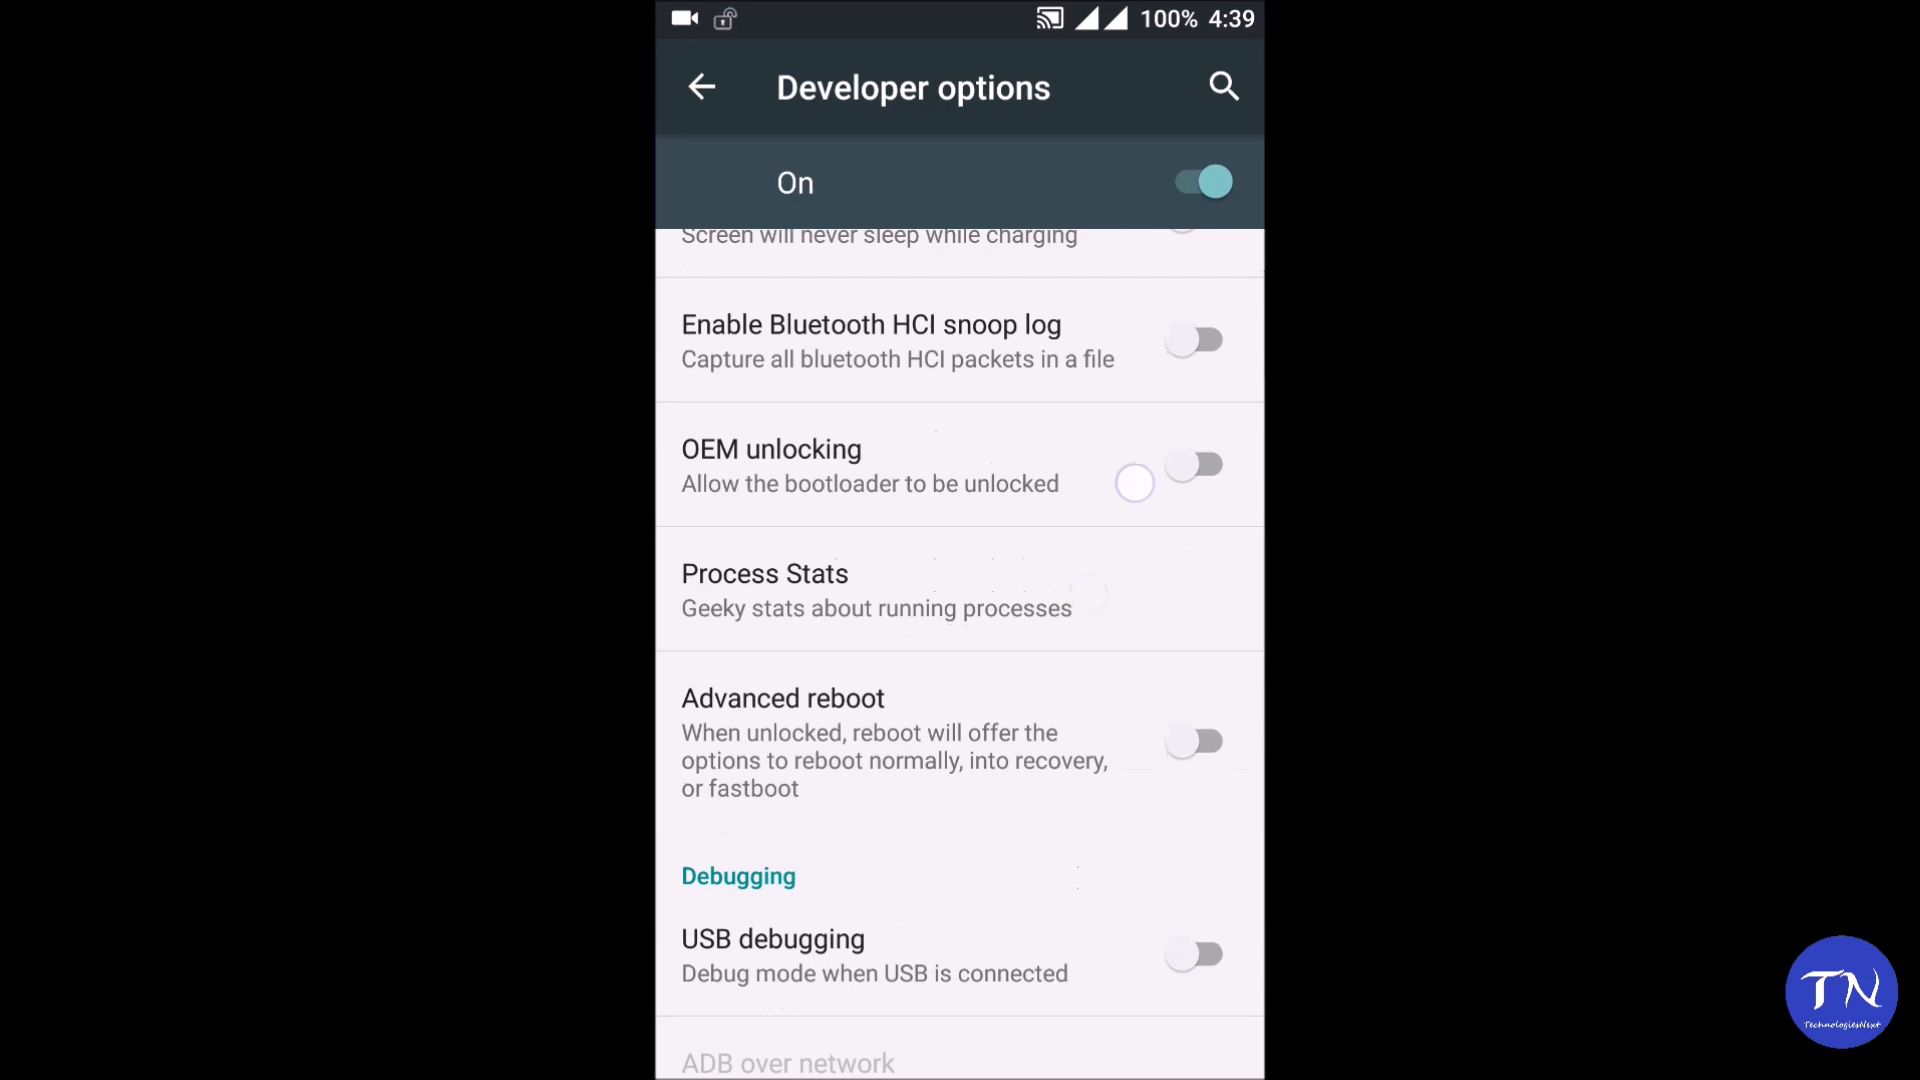 100% 4:39
Developer options
On
Screen will never sleep while charging
Enable Bluetooth HCI snoop log
Capture all bluetooth HCI packets in a file
OEM unlocking
Allow the bootloader to be unlocked
Process Stats
Geeky stats about running processes
Advanced reboot
When unlocked, reboot will offer the
options to reboot normally, into recovery,
or fastboot
Debugging
USB debugging
Debug mode when USB is connected
ADB over network
TN
TechnologiesNext